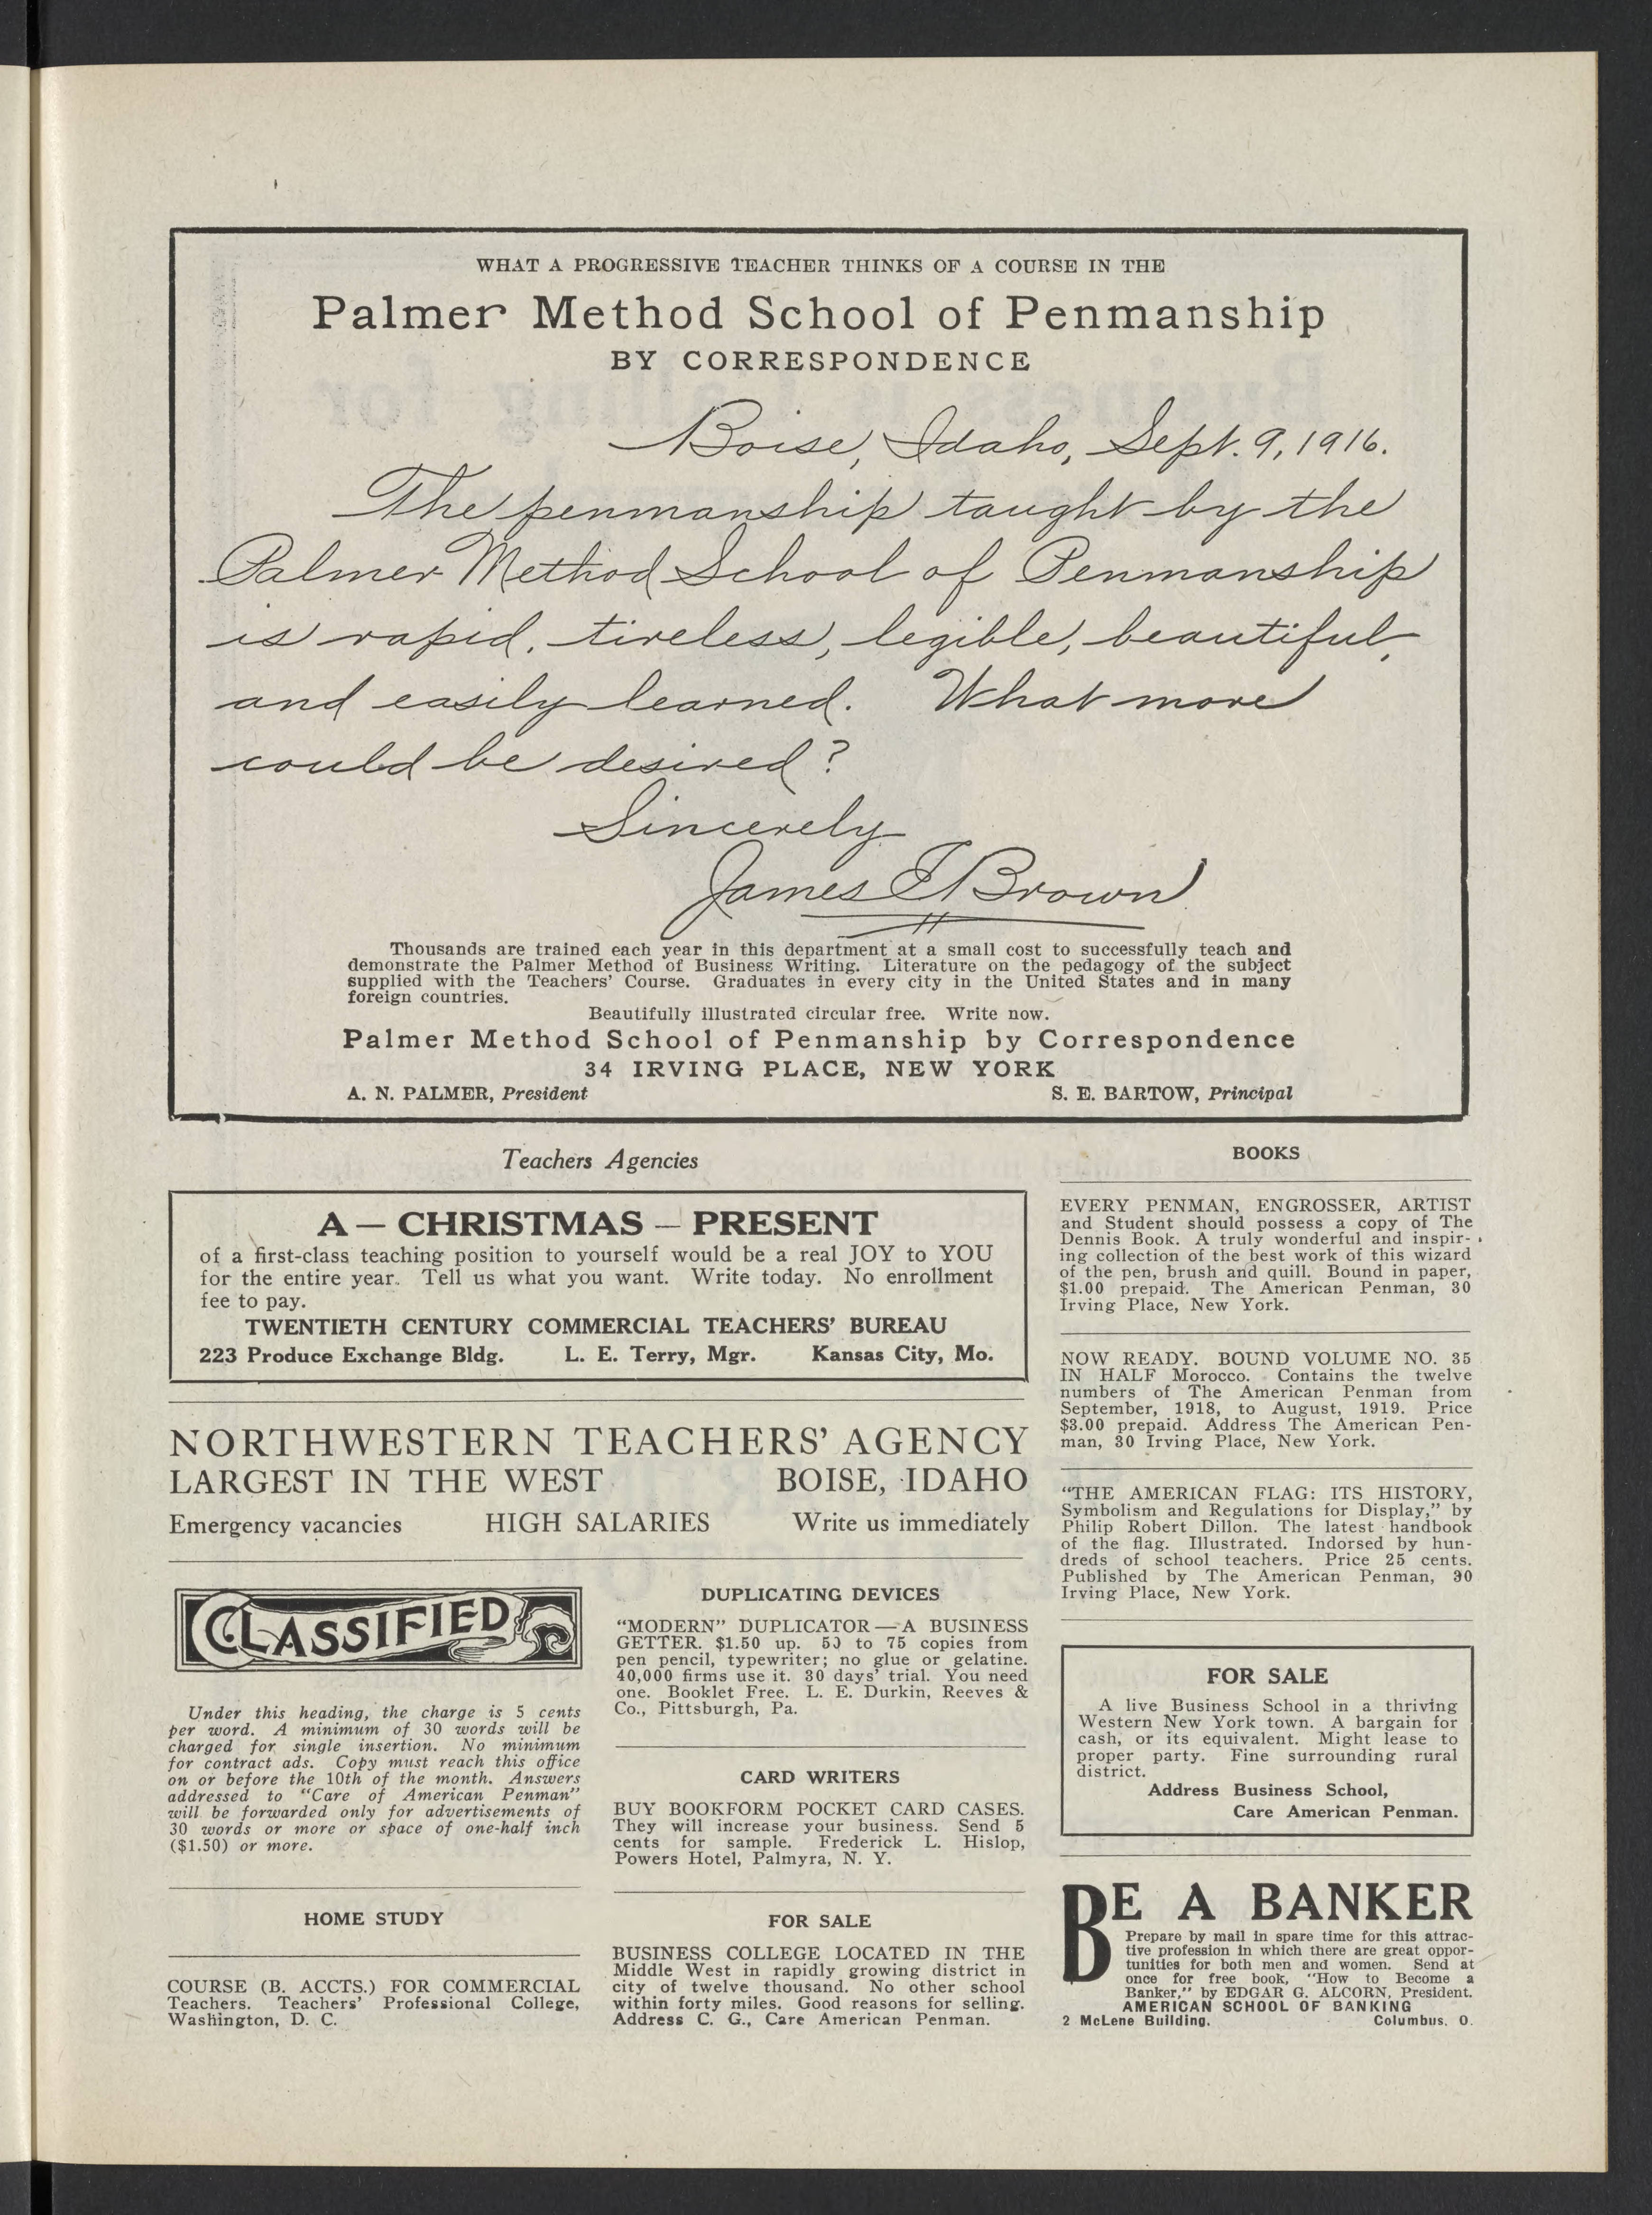 WHAT A PROGRESSIVE TEACHER THINKS OF A COURSE IN THE
Palmer Method School of Penmanship
BY CORRESPONDENCE
Boise, Idaho, Sept. 9, 1916.
The penmanship taught by the
Palmer Method School of Penmanship
is rapid, tireless, legible, beautiful,
and easily learned. What more
could be desired?
Sincerely
James E Brown
Thousands are trained each year in this department at a small cost to successfully teach and
demonstrate the Palmer Method of Business Writing. Literature on the pedagogy of the subject
supplied with the Teachers' Course. Graduates in every city in the United States and in many
foreign countries.
Beautifully illustrated circular free. Write now.
Palmer Method School of Penmanship by Correspondence
34 IRVING PLACE, NEW YORK
A. N. PALMER, President S. E. BARTOW, Principal
Teachers Agencies
A — CHRISTMAS — PRESENT
of a first-class teaching position to yourself would be a real JOY to YOU
for the entire year. Tell us what you want. Write today. No enrollment
fee to pay.
TWENTIETH CENTURY COMMERCIAL TEACHERS' BUREAU
223 Produce Exchange Bldg. L. E. Terry, Mgr. Kansas City, Mo.
NORTHWESTERN TEACHERS' AGENCY
LARGEST IN THE WEST BOISE, IDAHO
Emergency vacancies HIGH SALARIES Write us immediately
CLASSIFIED
Under this heading, the charge is 5 cents
per word. A minimum of 30 words will be
charged for single insertion. No minimum
for contract ads. Copy must reach this office
on or before the 10th of the month. Answers
addressed to "Care of American Penman"
will be forwarded only for advertisements of
30 words or more or space of one-half inch
($1.50) or more.
HOME STUDY
COURSE (B. ACCTS.) FOR COMMERCIAL
Teachers. Teachers' Professional College,
Washington, D. C.
DUPLICATING DEVICES
"MODERN" DUPLICATOR — A BUSINESS
GETTER. $1.50 up. 50 to 75 copies from
pen pencil, typewriter; no glue or gelatine.
40,000 firms use it. 30 days' trial. You need
one. Booklet Free. L. E. Durkin, Reeves &
Co., Pittsburgh, Pa.
CARD WRITERS
BUY BOOKFORM POCKET CARD CASES.
They will increase your business. Send 5
cents for sample. Frederick L. Hislop,
Powers Hotel, Palmyra, N. Y.
FOR SALE
BUSINESS COLLEGE LOCATED IN THE
Middle West in rapidly growing district in
city of twelve thousand. No other school
within forty miles. Good reasons for selling.
Address C. G., Care American Penman.
BOOKS
EVERY PENMAN, ENGROSSER, ARTIST
and Student should possess a copy of The
Dennis Book. A truly wonderful and inspir-
ing collection of the best work of this wizard
of the pen, brush and quill. Bound in paper,
$1.00 prepaid. The American Penman, 30
Irving Place, New York.
NOW READY. BOUND VOLUME NO. 35
IN HALF Morocco. Contains the twelve
numbers of The American Penman from
September, 1918, to August, 1919. Price
$3.00 prepaid. Address The American Pen-
man, 30 Irving Place, New York.
"THE AMERICAN FLAG: ITS HISTORY,
Symbolism and Regulations for Display," by
Philip Robert Dillon. The latest handbook
of the flag. Illustrated. Indorsed by hun-
dreds of school teachers. Price 25 cents.
Published by The American Penman, 30
Irving Place, New York.
FOR SALE
A live Business School in a thriving
Western New York town. A bargain for
cash, or its equivalent. Might lease to
proper party. Fine surrounding rural
district.
Address Business School,
Care American Penman.
BE A BANKER
Prepare by mail in spare time for this attrac-
tive profession in which there are great oppor-
tunities for both men and women. Send at
once for free book, "How to Become a
Banker," by EDGAR G. ALCORN, President.
AMERICAN SCHOOL OF BANKING
2 McLene Building. Columbus, O.